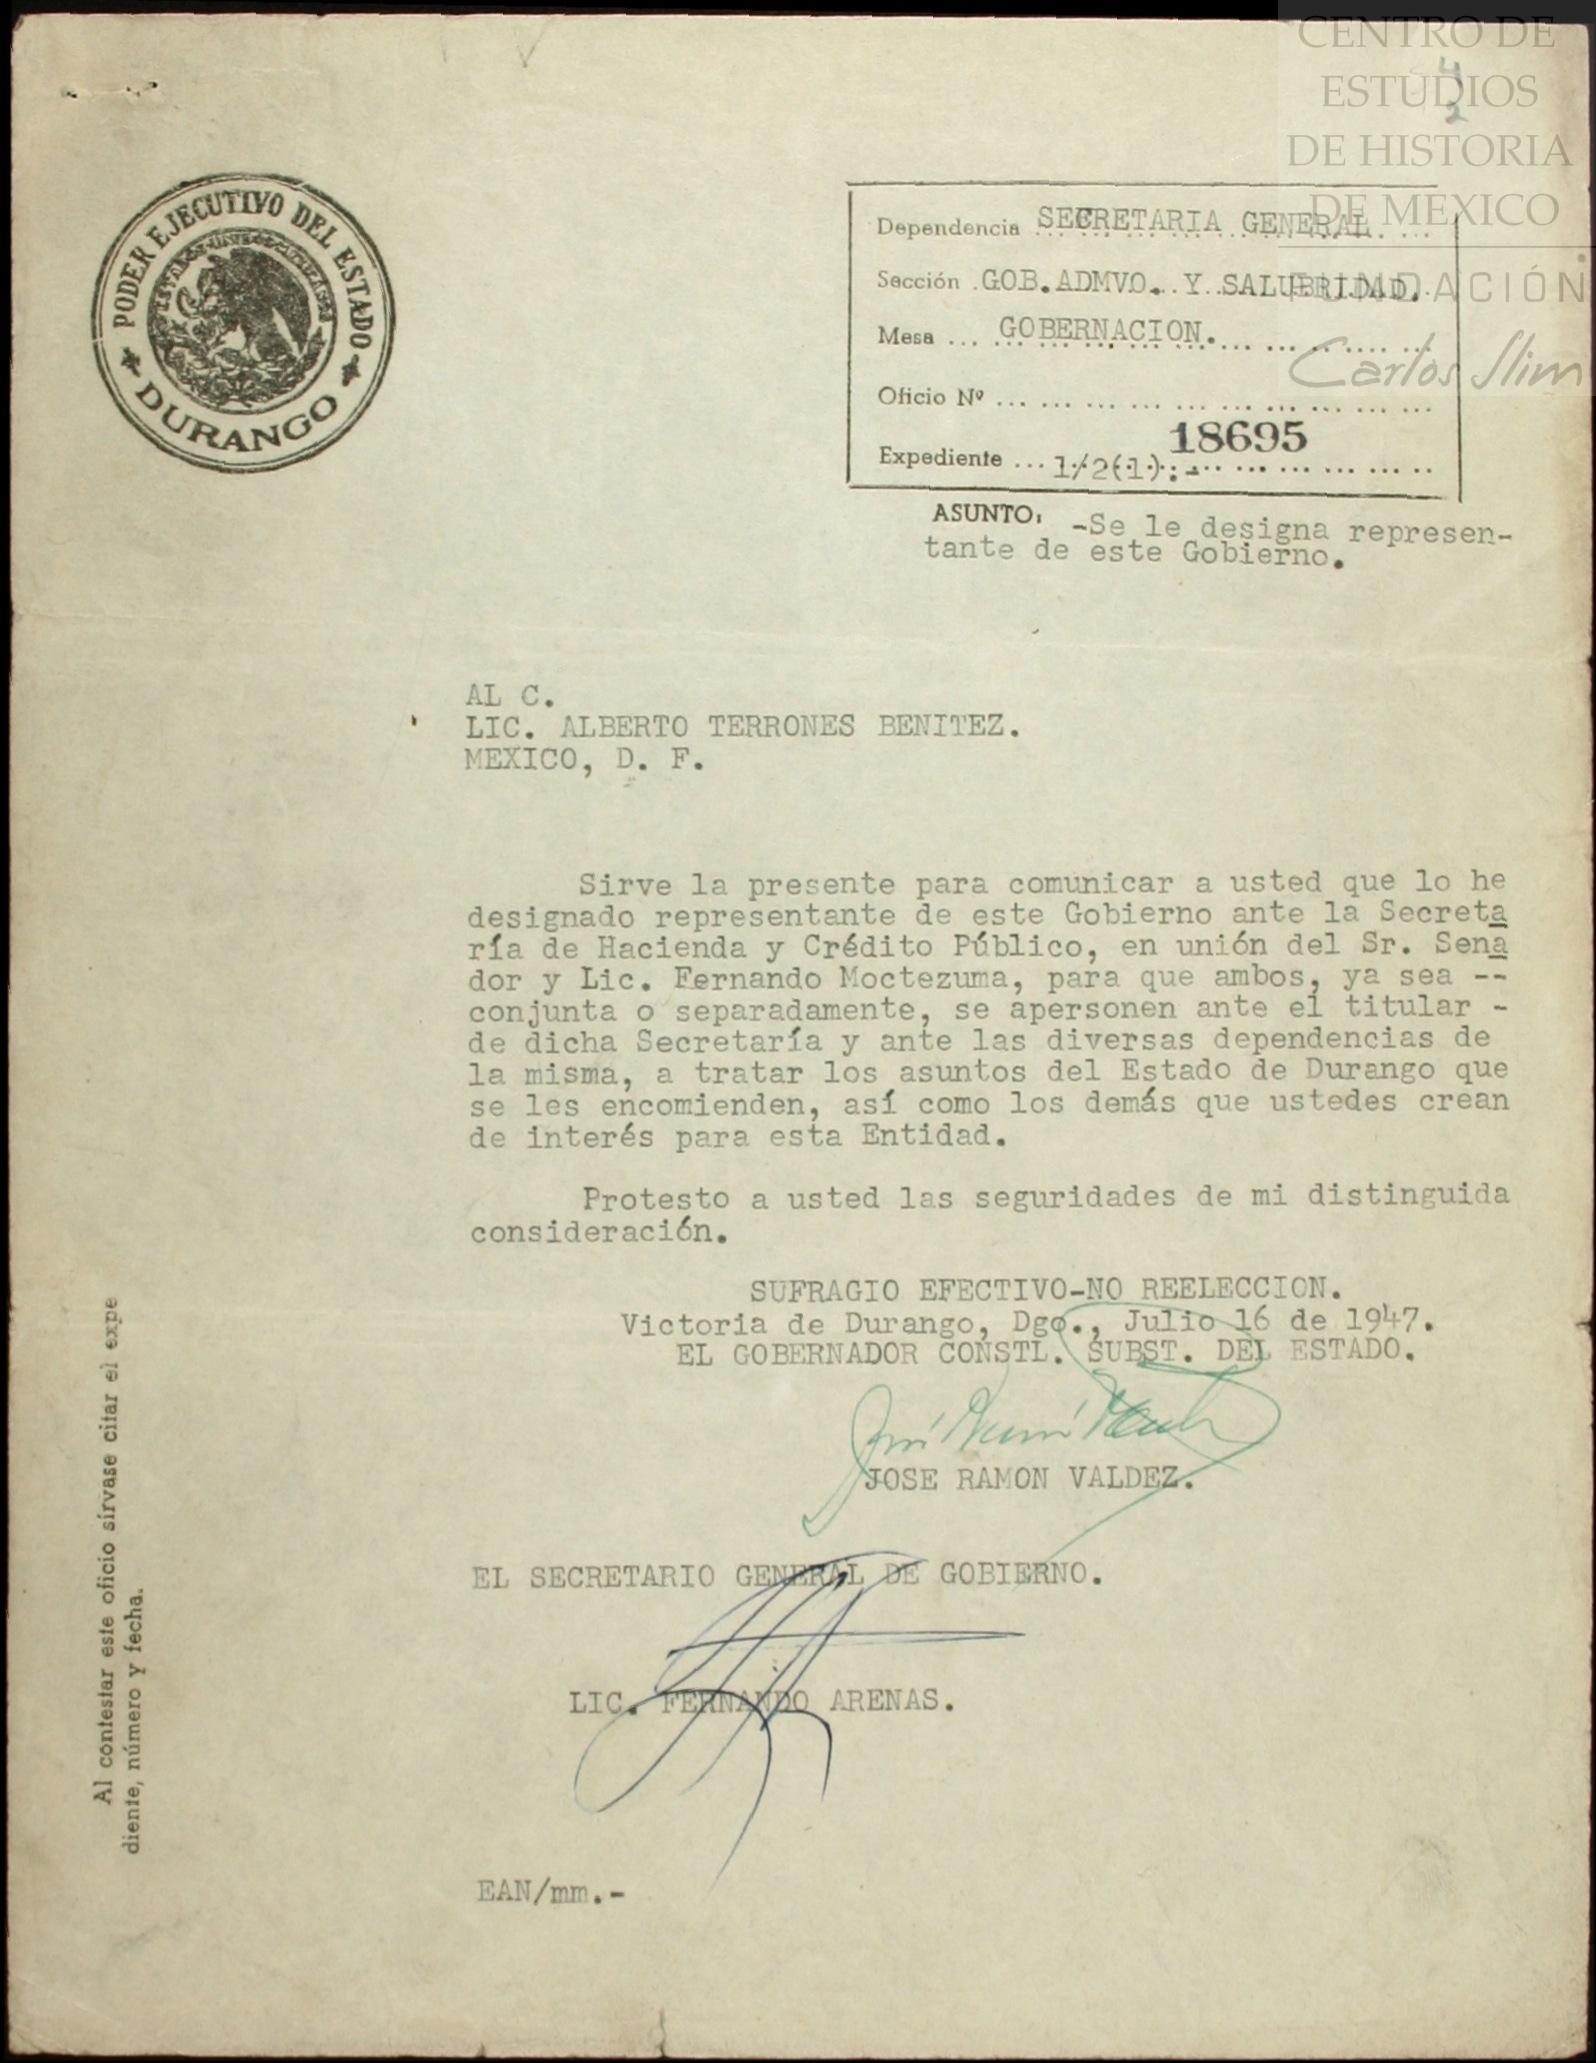 CENTRO DE
ESTUDIOS
DE HISTORIA
DE MEXICO
FUNDACIÓN
Carlos Slim
4
2
PODER EJECUTIVO DEL ESTADO
ESTADOS UNIDOS MEXICANOS
DURANGO
Dependencia SECRETARIA GENERAL
Sección GOB.ADMVO. Y SALUBRIDAD.
Mesa GOBERNACION.
Oficio Nº
18695
Expediente 1/2(1).-
ASUNTO: -Se le designa represen-
tante de este Gobierno.
AL C.
LIC. ALBERTO TERRONES BENITEZ.
MEXICO, D. F.
Sirve la presente para comunicar a usted que lo he
designado representante de este Gobierno ante la Secreta
ría de Hacienda y Crédito Público, en unión del Sr. Sena
dor y Lic. Fernando Moctezuma, para que ambos, ya sea --
conjunta o separadamente, se apersonen ante el titular -
de dicha Secretaría y ante las diversas dependencias de
la misma, a tratar los asuntos del Estado de Durango que
se les encomienden, así como los demás que ustedes crean
de interés para esta Entidad.
Protesto a usted las seguridades de mi distinguida
consideración.
SUFRAGIO EFECTIVO-NO REELECCION.
Victoria de Durango, Dgo., Julio 16 de 1947.
EL GOBERNADOR CONSTL. SUBST. DEL ESTADO.
JOSE RAMON VALDEZ.
EL SECRETARIO GENERAL DE GOBIERNO.
LIC. FERNANDO ARENAS.
EAN/mm.-
Al contestar este oficio sírvase citar el expe
diente, número y fecha.